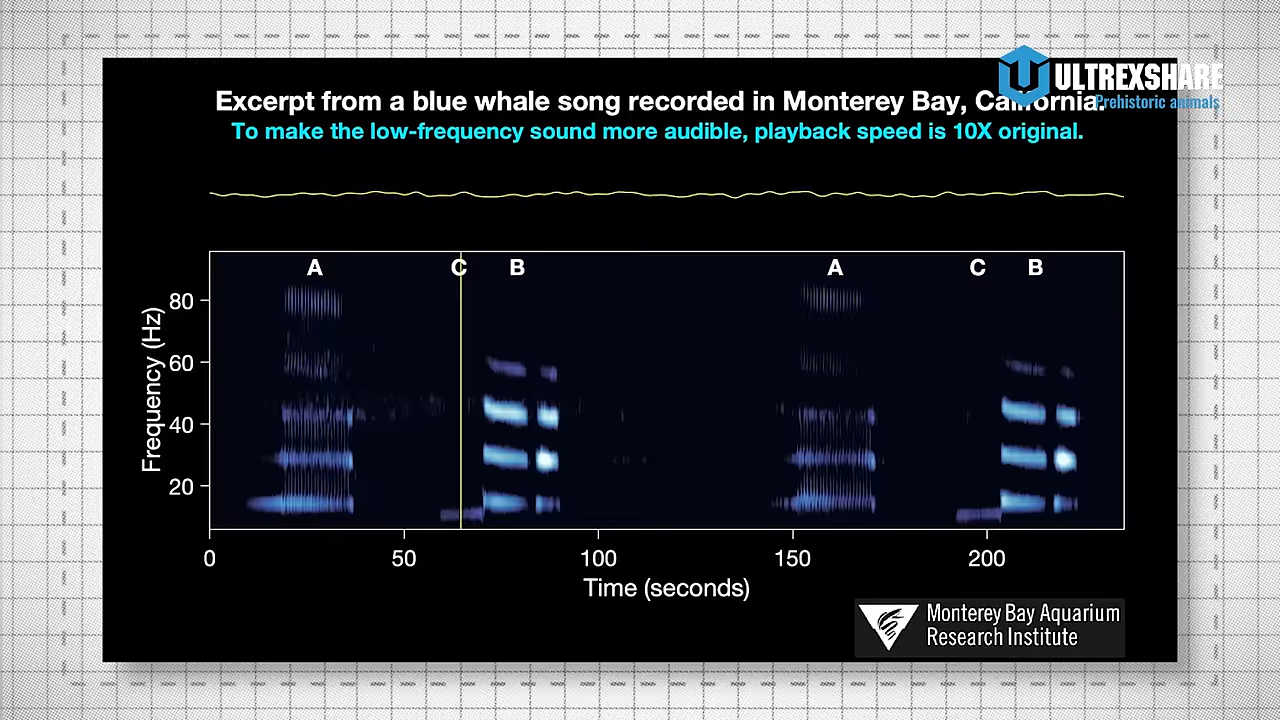 ULTREXSHARE
Prehistoric animals
Excerpt from a blue whale song recorded in Monterey Bay, California.
To make the low-frequency sound more audible, playback speed is 10X original.
A C B A C B
Frequency (Hz)
80
60
40
20
0 50 100 150 200
Time (seconds)
Monterey Bay Aquarium
Research Institute